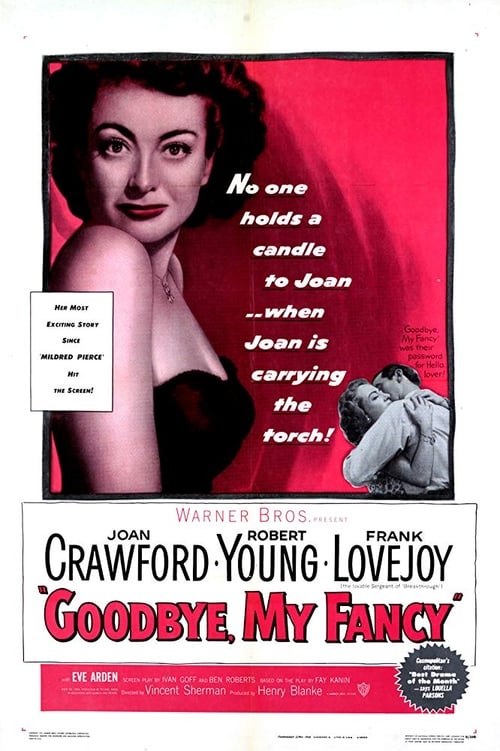 No one
holds a
candle
to Joan
...when
Joan is
carrying
the
torch!
HER MOST
EXCITING STORY
SINCE
'MILDRED PIERCE'
HIT
THE SCREEN!
'Goodbye,
My Fancy'
was their
password
for Hello,
lover!
WARNER BROS. PRESENT
JOAN ROBERT FRANK
CRAWFORD · YOUNG · LOVEJOY
(the lovable Sergeant of 'Breakthrough')
"GOODBYE, MY FANCY"
with EVE ARDEN SCREEN PLAY BY IVAN GOFF AND BEN ROBERTS BASED ON THE PLAY BY FAY KANIN
Directed by Vincent Sherman Produced by Henry Blanke
WB
Cosmopolitan's
citation:
"Best Drama
of the Month"
— says LOUELLA
PARSONS